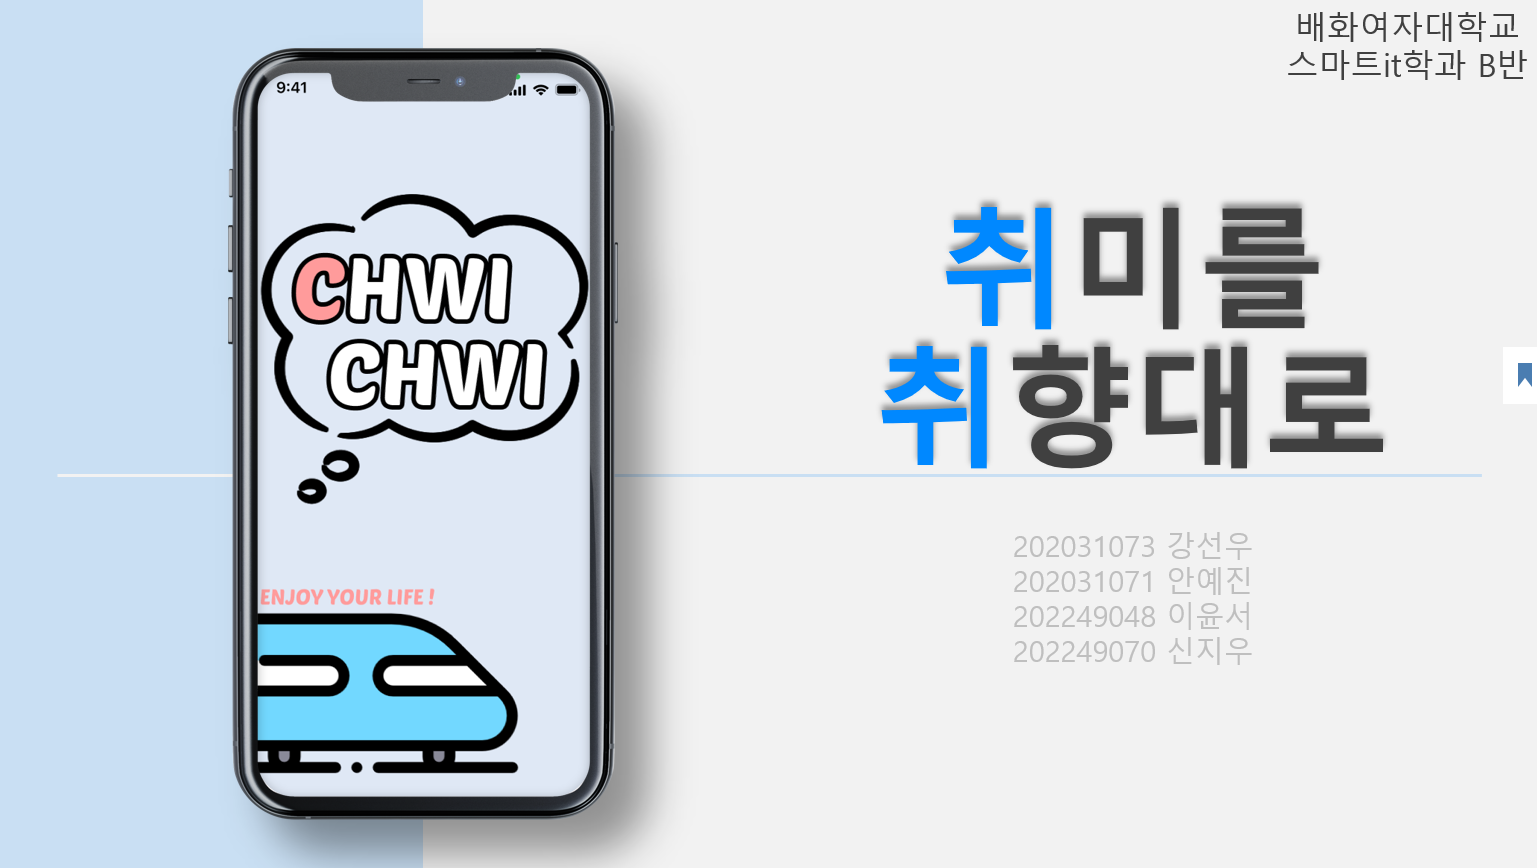 배화여자대학교
스마트it학과 B반
9:41
CHWI
CHWI
ENJOY YOUR LIFE !
취미를
취향대로
202031073 강선우
202031071 안예진
202249048 이윤서
202249070 신지우